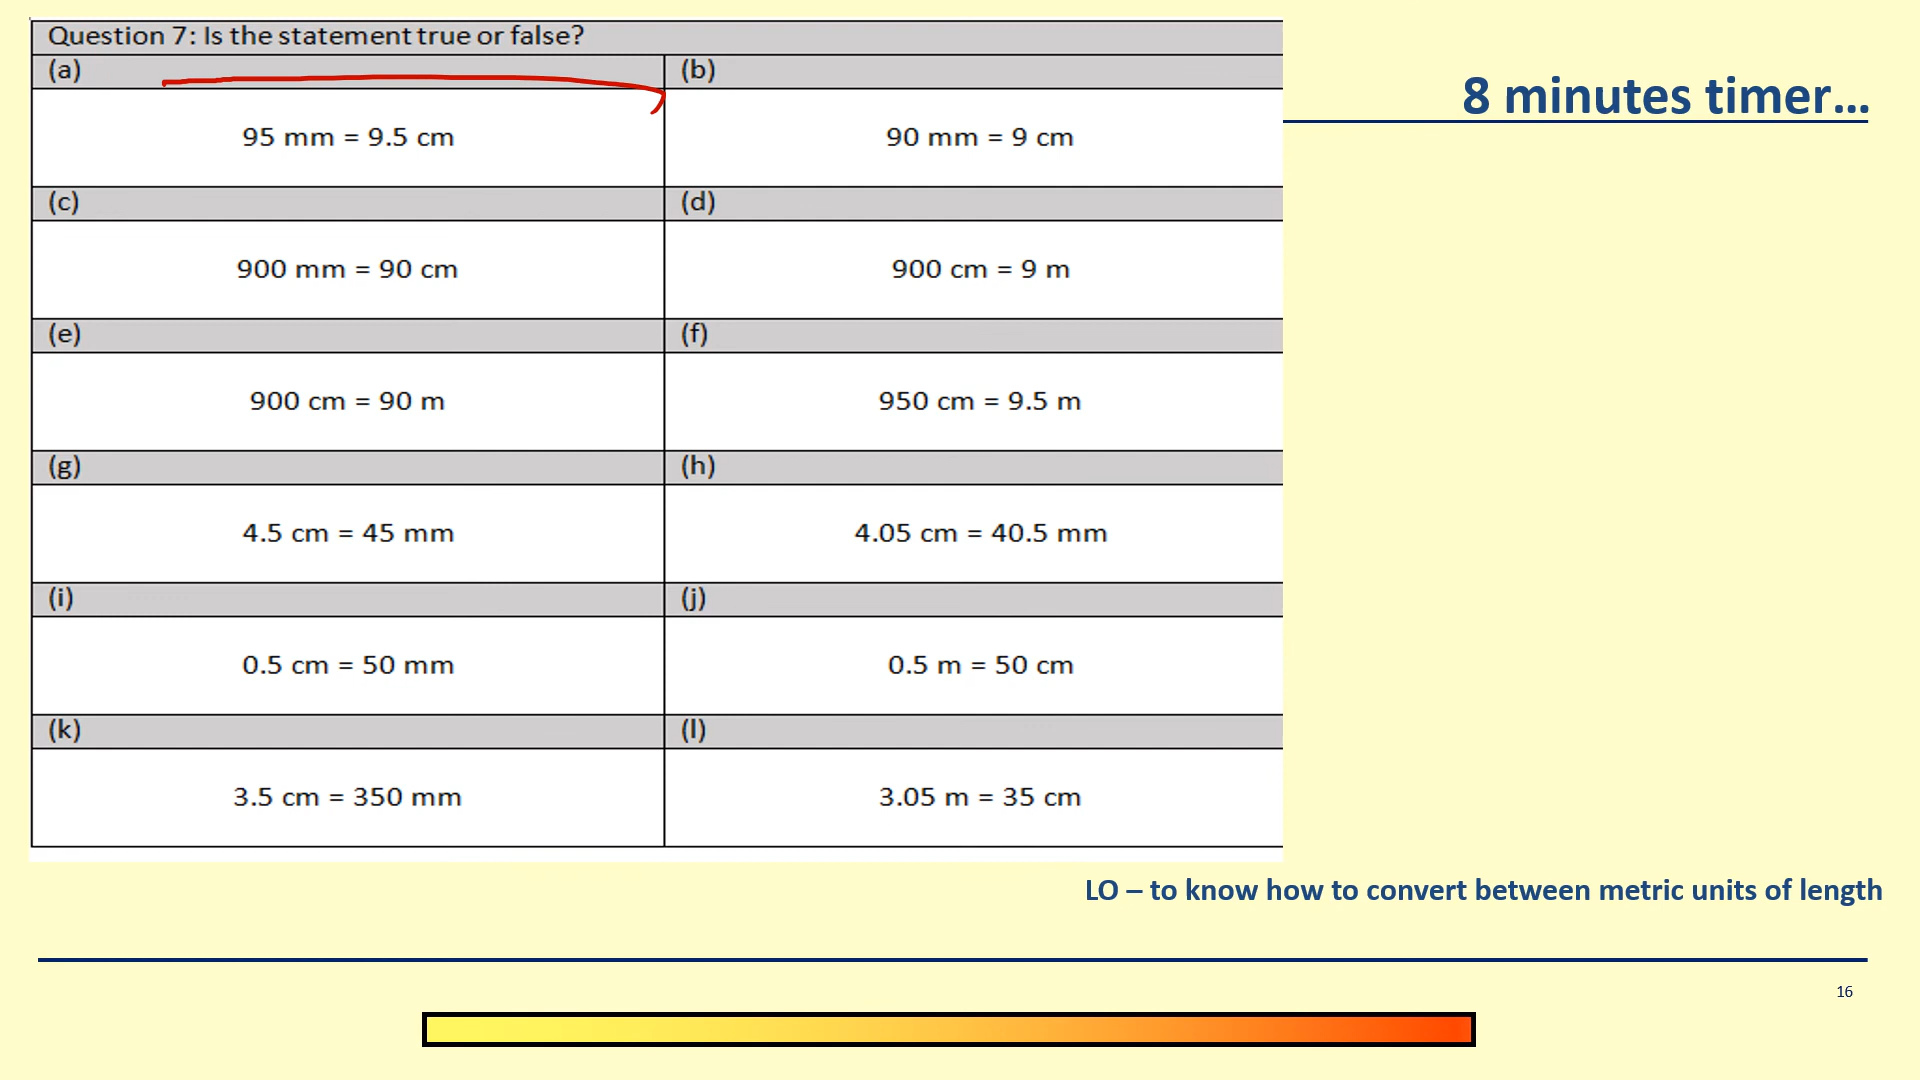 Question 7: Is the statement true or false?
(a) (b)
95 mm = 9.5 cm 90 mm = 9 cm
(c) (d)
900 mm = 90 cm 900 cm = 9 m
(e) (f)
900 cm = 90 m 950 cm = 9.5 m
(g) (h)
4.5 cm = 45 mm 4.05 cm = 40.5 mm
(i) (j)
0.5 cm = 50 mm 0.5 m = 50 cm
(k) (l)
3.5 cm = 350 mm 3.05 m = 35 cm
8 minutes timer...
LO – to know how to convert between metric units of length
16